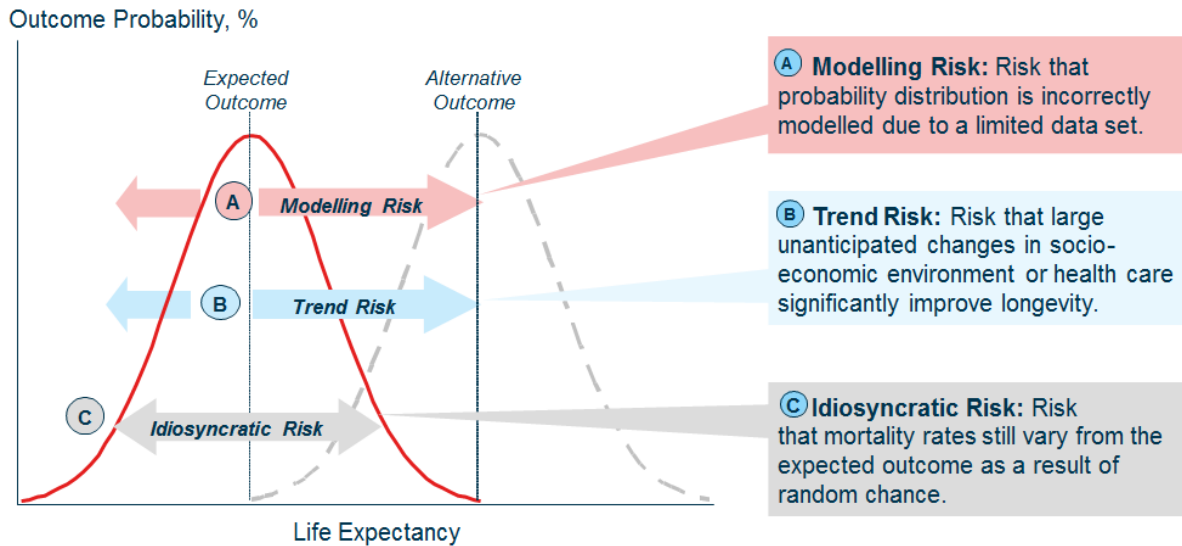 Outcome Probability, %
Expected
Outcome
Alternative
Outcome
A
Modelling Risk
B
Trend Risk
C
Idiosyncratic Risk
Life Expectancy
A Modelling Risk: Risk that
probability distribution is incorrectly
modelled due to a limited data set.
B Trend Risk: Risk that large
unanticipated changes in socio-
economic environment or health care
significantly improve longevity.
C Idiosyncratic Risk: Risk
that mortality rates still vary from the
expected outcome as a result of
random chance.